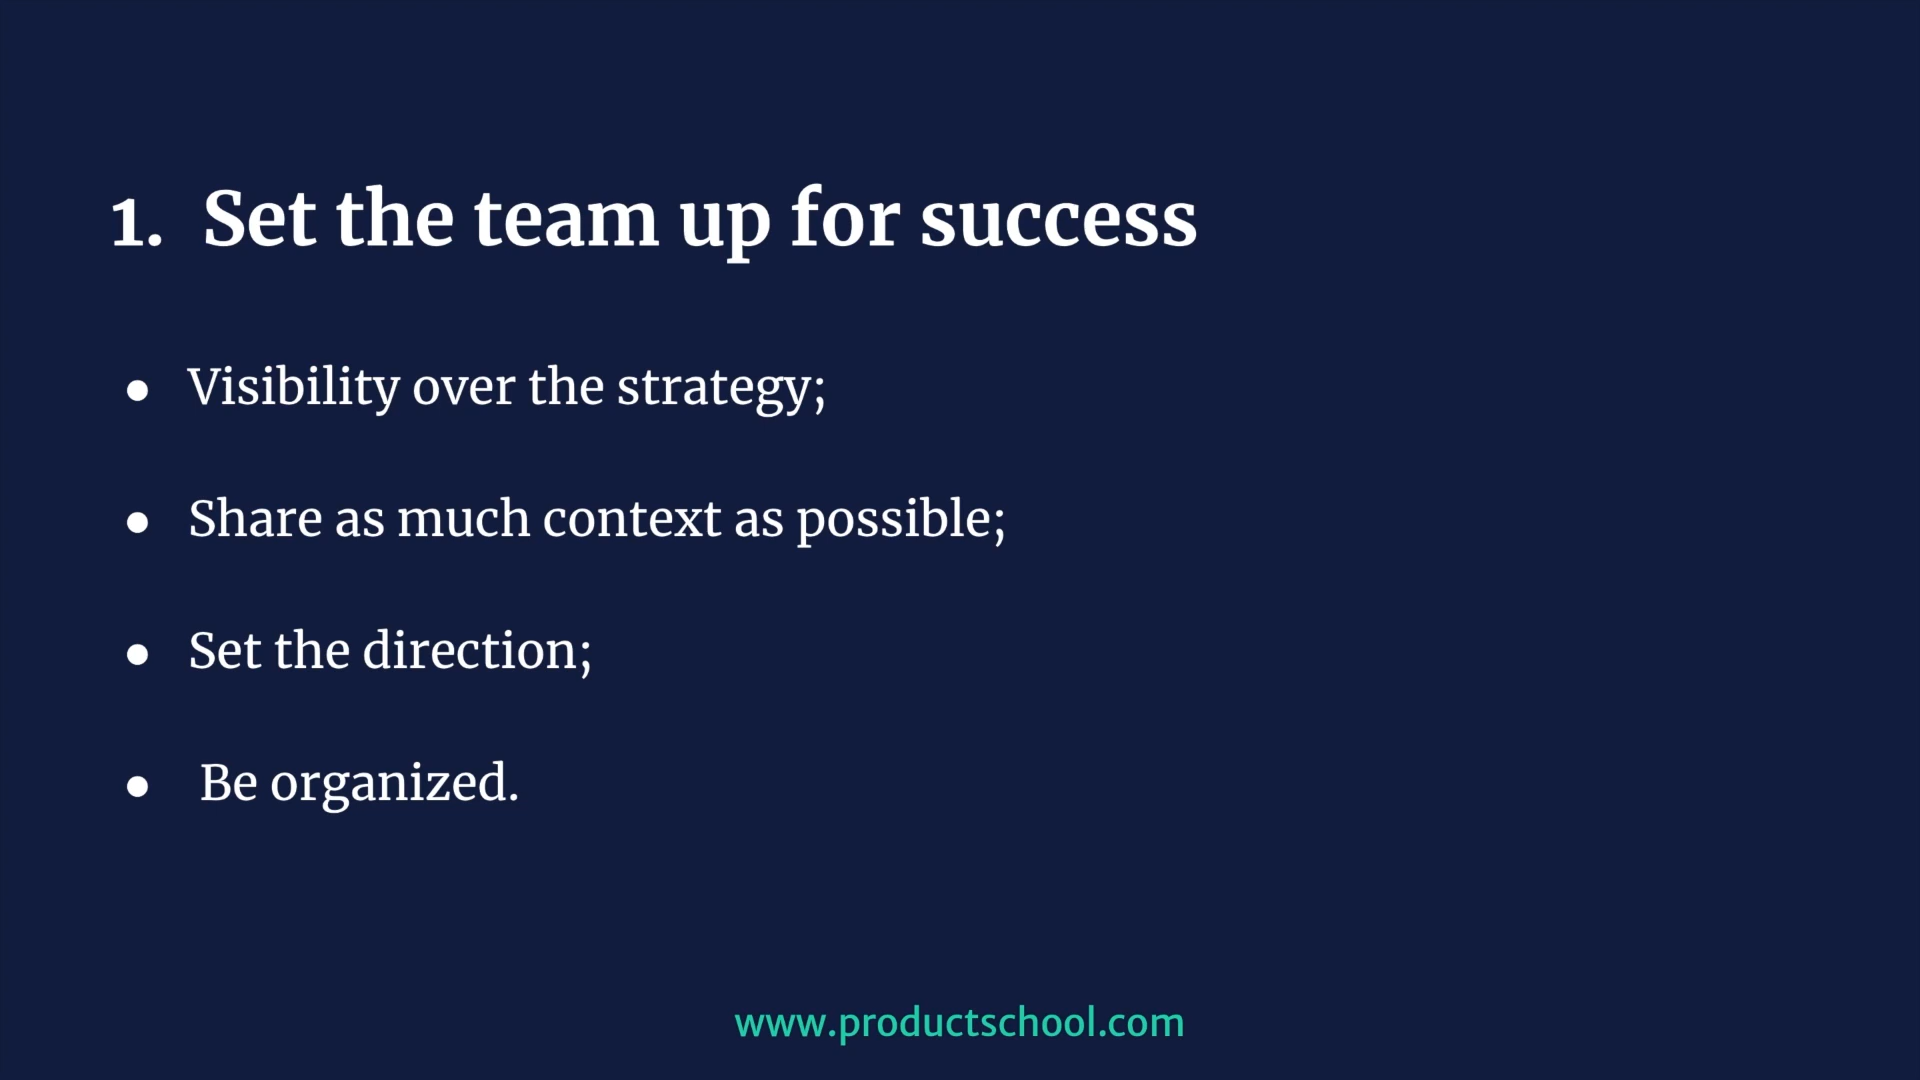 1. Set the team up for success
● Visibility over the strategy;
● Share as much context as possible;
● Set the direction;
● Be organized.
www.productschool.com